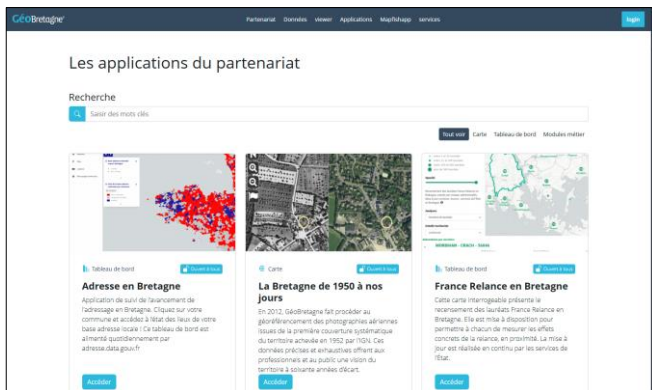 GéoBretagne
Partenariat Données viewer Applications Mapfishapp services
login
Les applications du partenariat
Recherche
Saisir des mots clés
Tout voir Carte Tableau de bord Modules métier
Tableau de bord Ouvert à tous
Adresse en Bretagne
Application de suivi de l'avancement de
l'adressage en Bretagne. Cliquez sur votre
commune et accédez à l'état des lieux de votre
base adresse locale ! Ce tableau de bord est
alimenté quotidiennement par
adresse.data.gouv.fr
Accéder
Carte Ouvert à tous
La Bretagne de 1950 à nos
jours
En 2012, GéoBretagne fait procéder au
géoréférencement des photographies aériennes
issues de la première couverture systématique
du territoire achevée en 1952 par l'IGN. Ces
données précises et exhaustives offrent aux
professionnels et au public une vision du
territoire à soixante années d'écart.
Accéder
Tableau de bord Ouvert à tous
France Relance en Bretagne
Cette carte interrogeable présente le
recensement des lauréats France Relance en
Bretagne. Elle est mise à disposition pour
permettre à chacun de mesurer les effets
concrets de la relance, en proximité. La mise à
jour est réalisée en continu par les services de
l'État.
Accéder